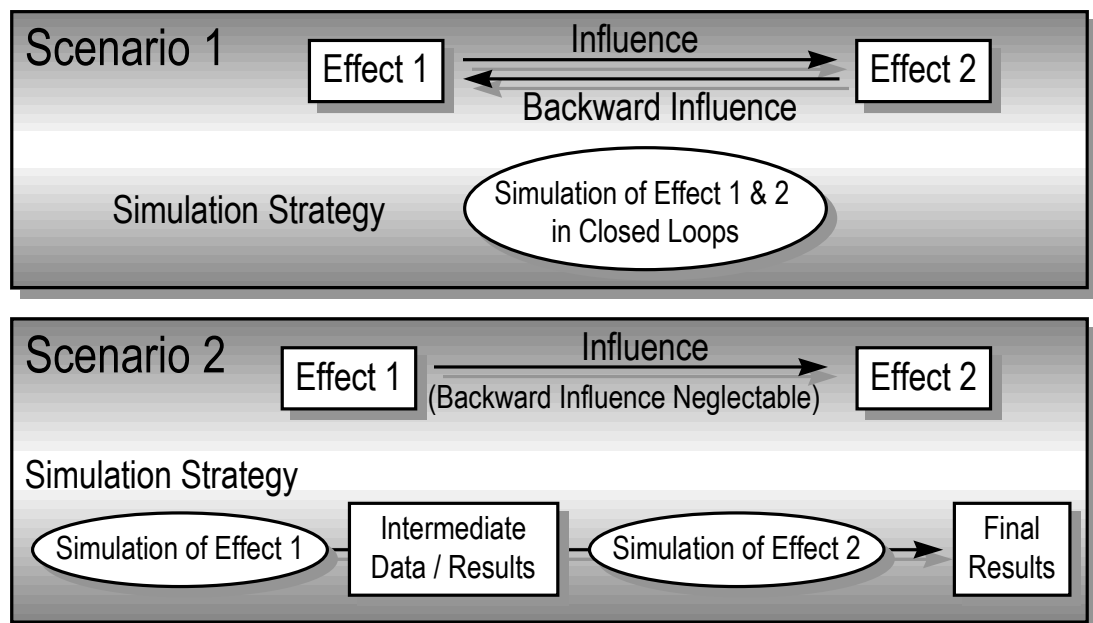 Scenario 1
Effect 1
Influence
Backward Influence
Effect 2
Simulation Strategy
Simulation of Effect 1 & 2
in Closed Loops
Scenario 2
Effect 1
Influence
(Backward Influence Neglectable)
Effect 2
Simulation Strategy
Simulation of Effect 1
Intermediate
Data / Results
Simulation of Effect 2
Final
Results